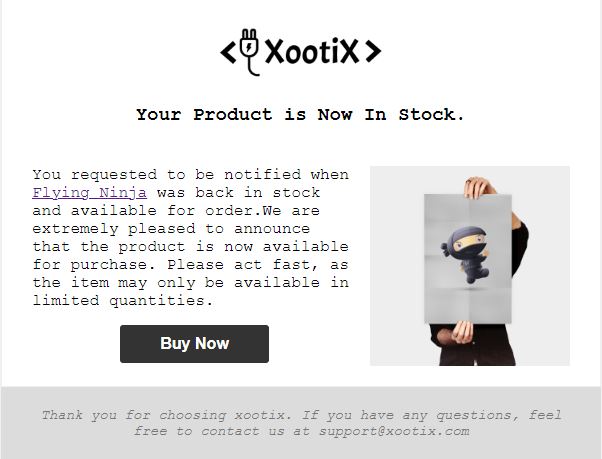 <XootiX>
Your Product is Now In Stock.
You requested to be notified when
Flying Ninja was back in stock
and available for order.We are
extremely pleased to announce
that the product is now available
for purchase. Please act fast, as
the item may only be available in
limited quantities.
Buy Now
Thank you for choosing xootix. If you have any questions, feel
free to contact us at support@xootix.com